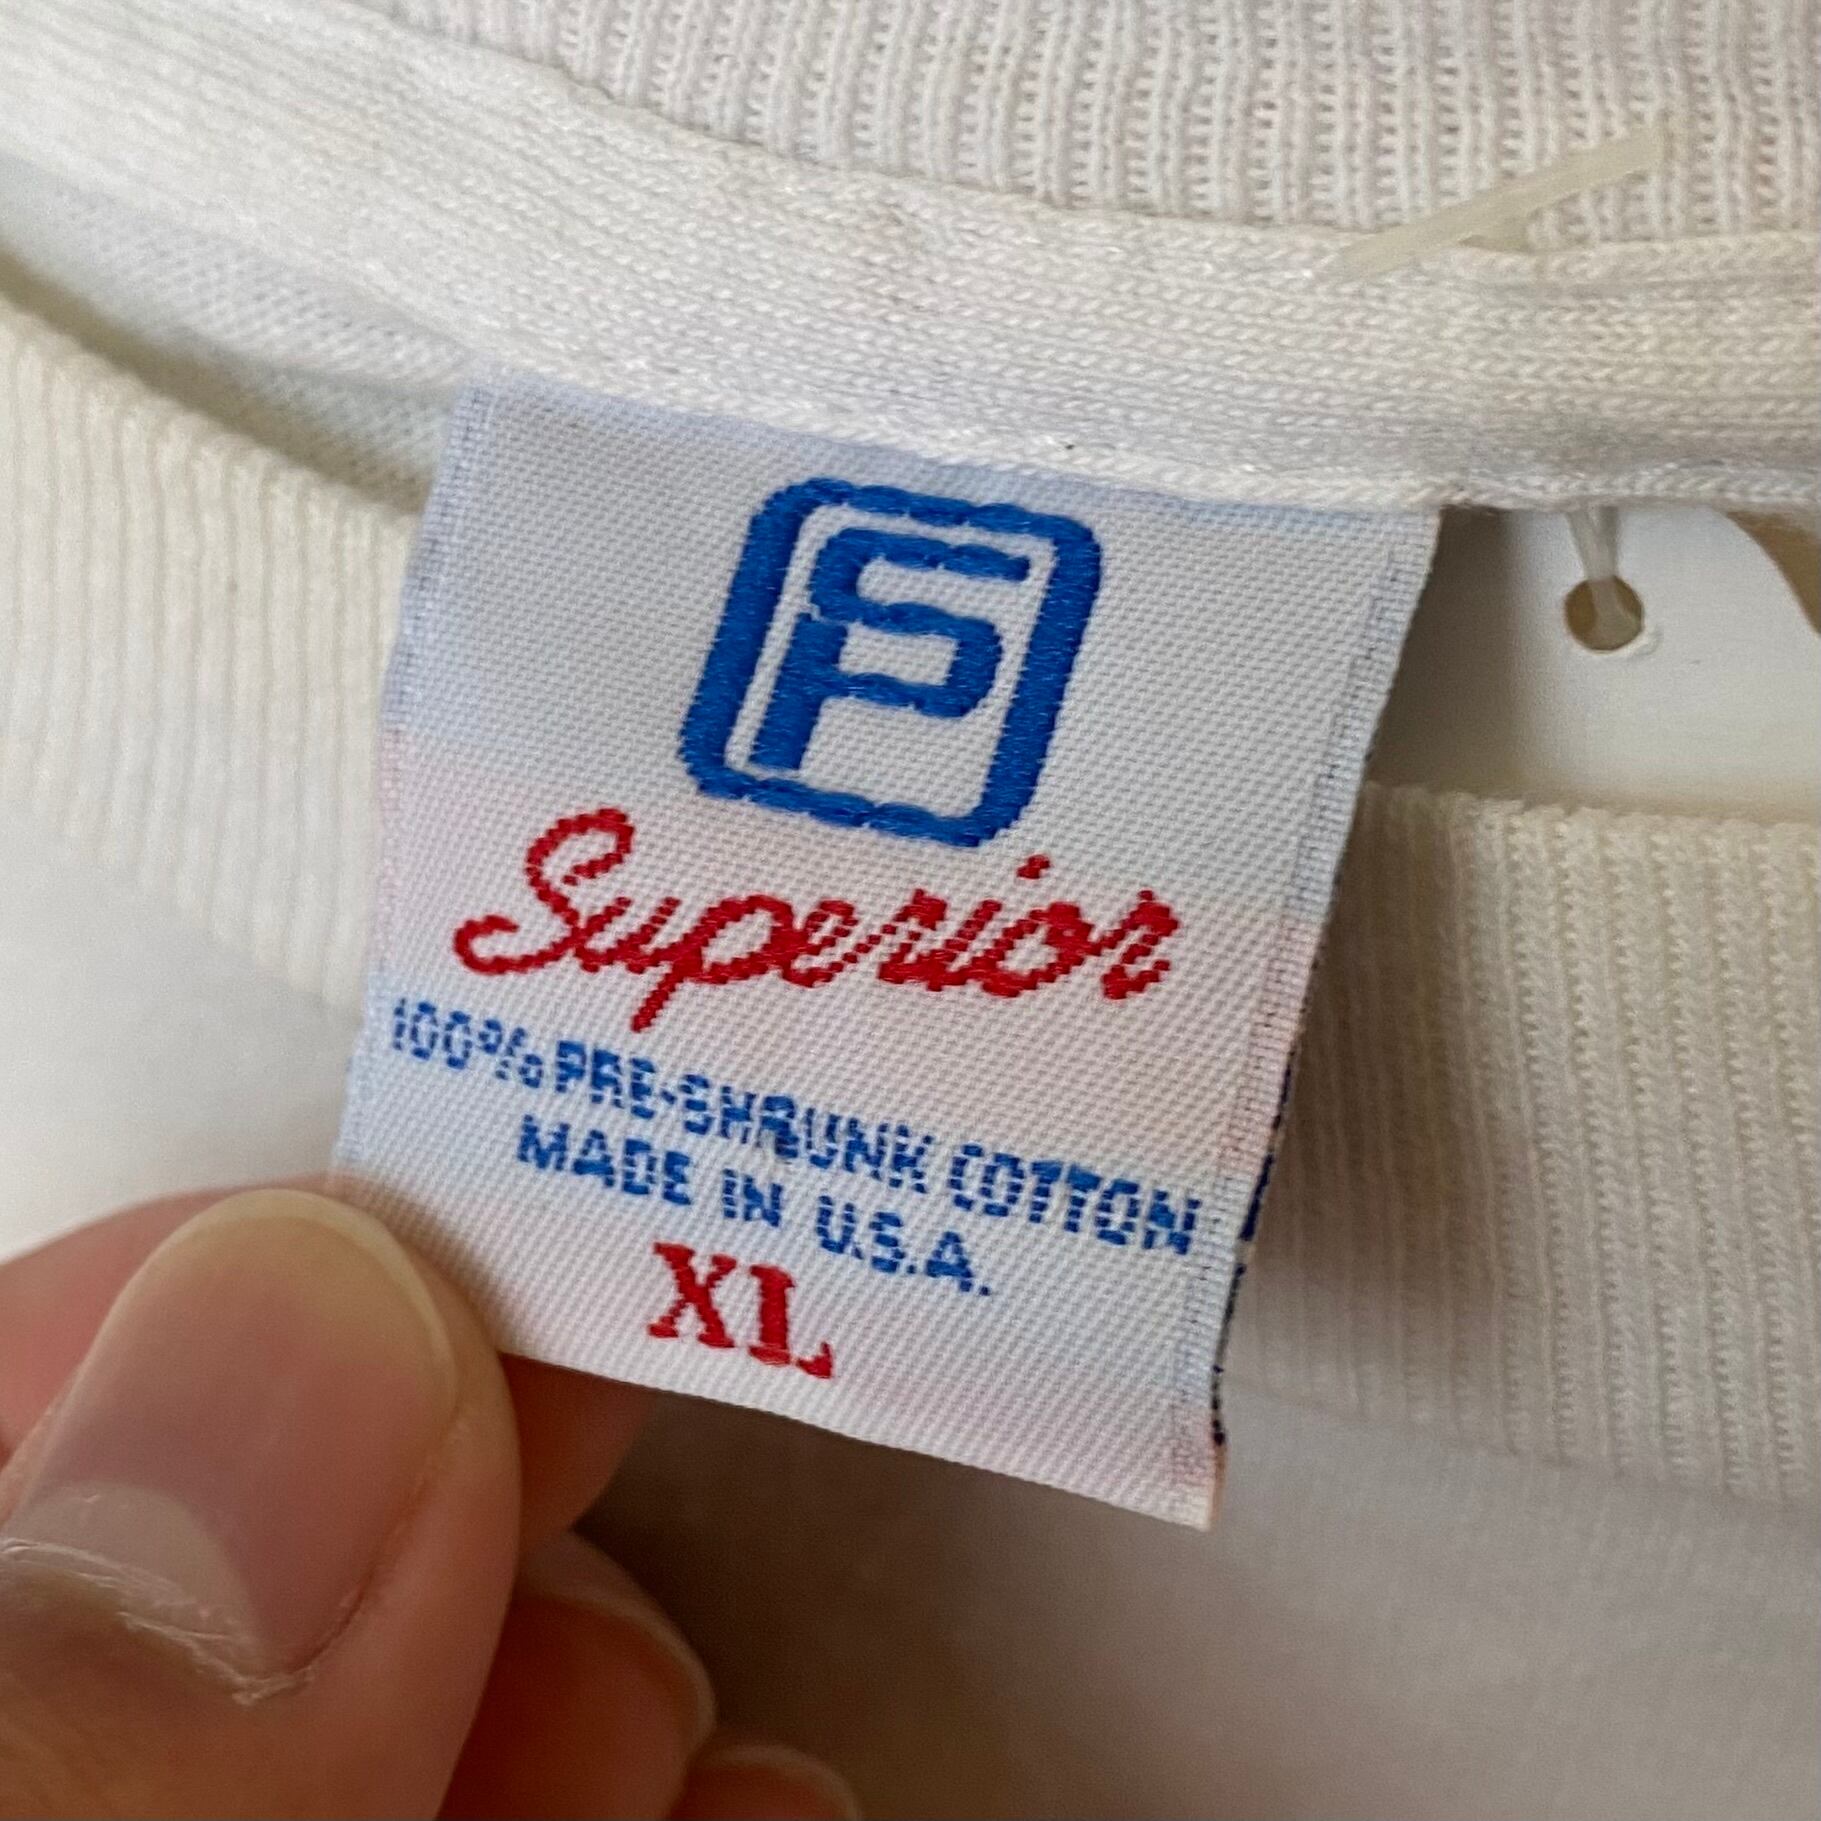 SP
Superior
100% PRE-SHRUNK COTTON
MADE IN U.S.A.
XL